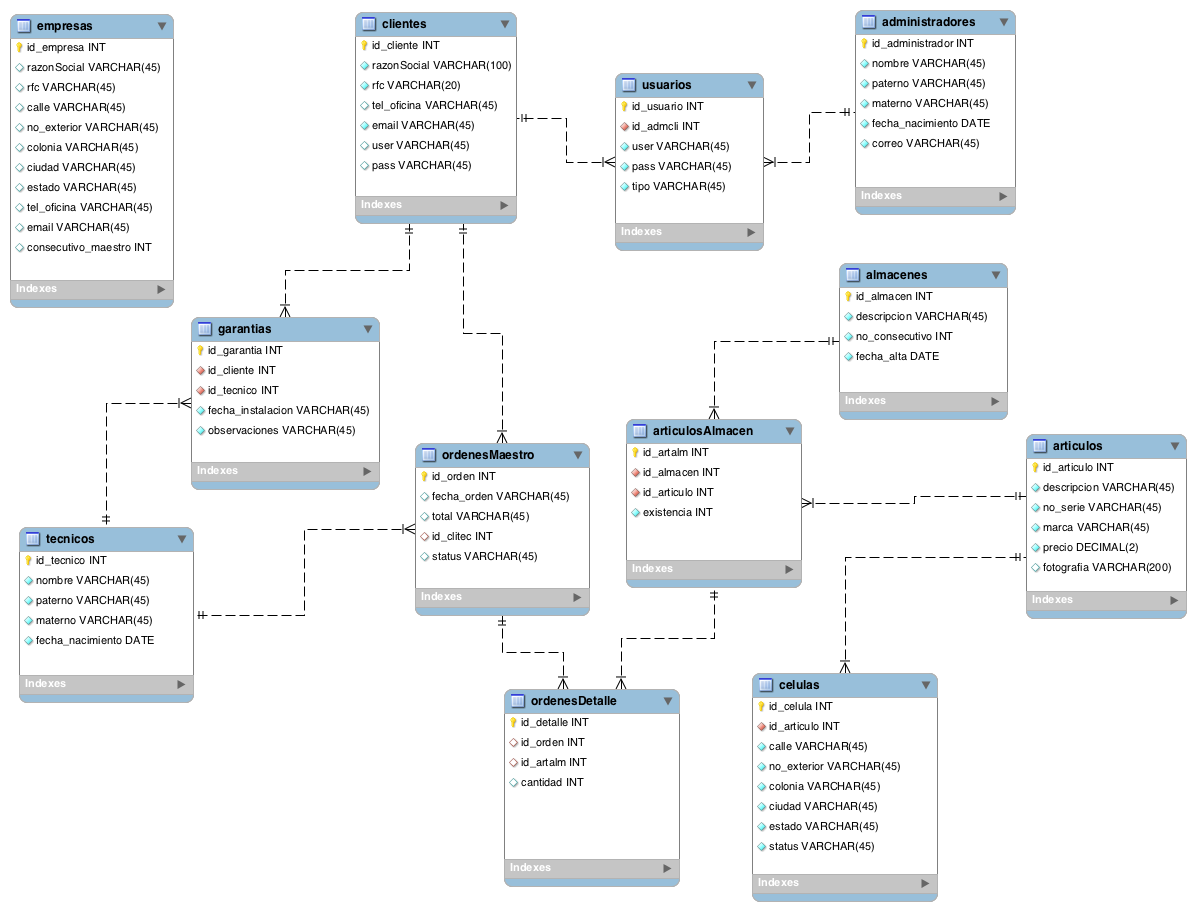 empresas
id_empresa INT
razonSocial VARCHAR(45)
rfc VARCHAR(45)
calle VARCHAR(45)
no_exterior VARCHAR(45)
colonia VARCHAR(45)
ciudad VARCHAR(45)
estado VARCHAR(45)
tel_oficina VARCHAR(45)
email VARCHAR(45)
consecutivo_maestro INT
Indexes
clientes
id_cliente INT
razonSocial VARCHAR(100)
rfc VARCHAR(20)
tel_oficina VARCHAR(45)
email VARCHAR(45)
user VARCHAR(45)
pass VARCHAR(45)
Indexes
usuarios
id_usuario INT
id_admcli INT
user VARCHAR(45)
pass VARCHAR(45)
tipo VARCHAR(45)
Indexes
administradores
id_administrador INT
nombre VARCHAR(45)
paterno VARCHAR(45)
materno VARCHAR(45)
fecha_nacimiento DATE
correo VARCHAR(45)
Indexes
garantias
id_garantia INT
id_cliente INT
id_tecnico INT
fecha_instalacion VARCHAR(45)
observaciones VARCHAR(45)
Indexes
almacenes
id_almacen INT
descripcion VARCHAR(45)
no_consecutivo INT
fecha_alta DATE
Indexes
ordenesMaestro
id_orden INT
fecha_orden VARCHAR(45)
total VARCHAR(45)
id_clitec INT
status VARCHAR(45)
Indexes
articulosAlmacen
id_artalm INT
id_almacen INT
id_articulo INT
existencia INT
Indexes
articulos
id_articulo INT
descripcion VARCHAR(45)
no_serie VARCHAR(45)
marca VARCHAR(45)
precio DECIMAL(2)
fotografia VARCHAR(200)
Indexes
tecnicos
id_tecnico INT
nombre VARCHAR(45)
paterno VARCHAR(45)
materno VARCHAR(45)
fecha_nacimiento DATE
Indexes
ordenesDetalle
id_detalle INT
id_orden INT
id_artalm INT
cantidad INT
Indexes
celulas
id_celula INT
id_articulo INT
calle VARCHAR(45)
no_exterior VARCHAR(45)
colonia VARCHAR(45)
ciudad VARCHAR(45)
estado VARCHAR(45)
status VARCHAR(45)
Indexes